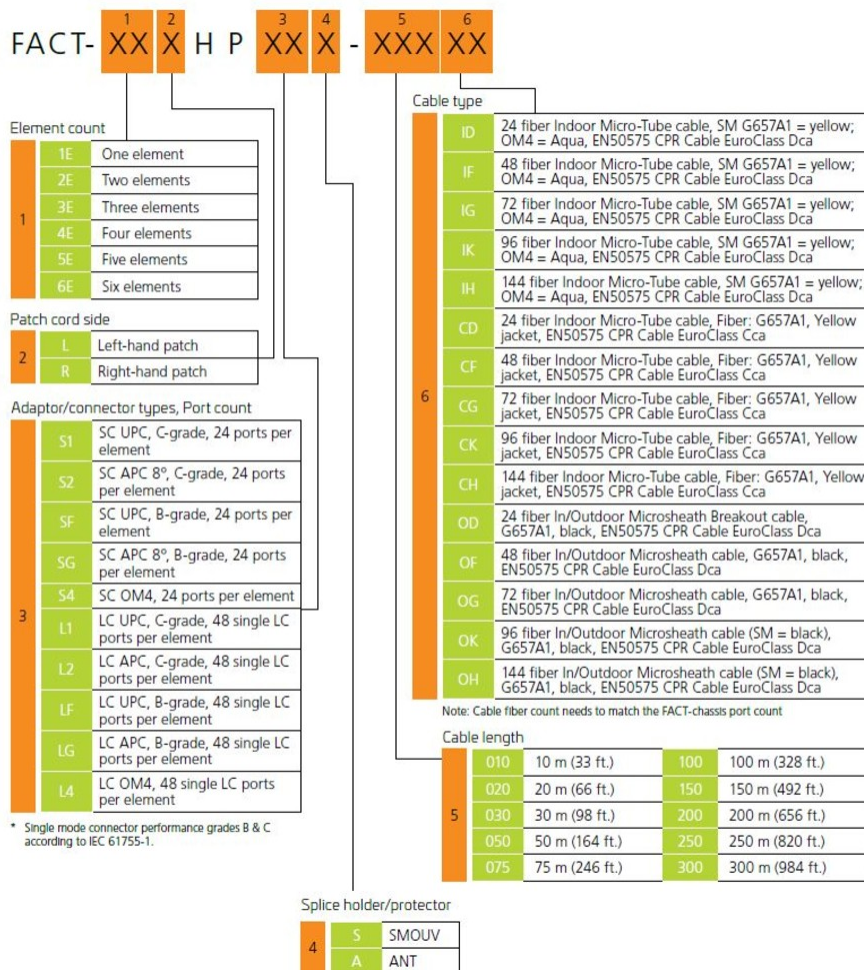 1 2 3 4 5 6
FACT- XX X H P XX X - XXX XX
Element count
1
1E One element
2E Two elements
3E Three elements
4E Four elements
5E Five elements
6E Six elements
Patch cord side
2
L Left-hand patch
R Right-hand patch
Adaptor/connector types, Port count
3
S1 SC UPC, C-grade, 24 ports per
element
S2 SC APC 8º, C-grade, 24 ports
per element
SF SC UPC, B-grade, 24 ports per
element
SG SC APC 8º, B-grade, 24 ports
per element
S4 SC OM4, 24 ports per element
L1 LC UPC, C-grade, 48 single LC
ports per element
L2 LC APC, C-grade, 48 single LC
ports per element
LF LC UPC, B-grade, 48 single LC
ports per element
LG LC APC, B-grade, 48 single LC
ports per element
L4 LC OM4, 48 single LC ports
per element
* Single mode connector performance grades B & C
according to IEC 61755-1.
Cable type
6
ID 24 fiber Indoor Micro-Tube cable, SM G657A1 = yellow;
OM4 = Aqua, EN50575 CPR Cable EuroClass Dca
IF 48 fiber Indoor Micro-Tube cable, SM G657A1 = yellow;
OM4 = Aqua, EN50575 CPR Cable EuroClass Dca
IG 72 fiber Indoor Micro-Tube cable, SM G657A1 = yellow;
OM4 = Aqua, EN50575 CPR Cable EuroClass Dca
IK 96 fiber Indoor Micro-Tube cable, SM G657A1 = yellow;
OM4 = Aqua, EN50575 CPR Cable EuroClass Dca
IH 144 fiber Indoor Micro-Tube cable, SM G657A1 = yellow;
OM4 = Aqua, EN50575 CPR Cable EuroClass Dca
CD 24 fiber Indoor Micro-Tube cable, Fiber: G657A1, Yellow
jacket, EN50575 CPR Cable EuroClass Cca
CF 48 fiber Indoor Micro-Tube cable, Fiber: G657A1, Yellow
jacket, EN50575 CPR Cable EuroClass Cca
CG 72 fiber Indoor Micro-Tube cable, Fiber: G657A1, Yellow
jacket, EN50575 CPR Cable EuroClass Cca
CK 96 fiber Indoor Micro-Tube cable, Fiber: G657A1, Yellow
jacket, EN50575 CPR Cable EuroClass Cca
CH 144 fiber Indoor Micro-Tube cable, Fiber: G657A1, Yellow
jacket, EN50575 CPR Cable EuroClass Cca
OD 24 fiber In/Outdoor Microsheath Breakout cable,
G657A1, black, EN50575 CPR Cable EuroClass Dca
OF 48 fiber In/Outdoor Microsheath cable, G657A1, black,
EN50575 CPR Cable EuroClass Dca
OG 72 fiber In/Outdoor Microsheath cable, G657A1, black,
EN50575 CPR Cable EuroClass Dca
OK 96 fiber In/Outdoor Microsheath cable (SM = black),
G657A1, black, EN50575 CPR Cable EuroClass Dca
OH 144 fiber In/Outdoor Microsheath cable (SM = black),
G657A1, black, EN50575 CPR Cable EuroClass Dca
Note: Cable fiber count needs to match the FACT-chassis port count
Cable length
5
010 10 m (33 ft.) 100 100 m (328 ft.)
020 20 m (66 ft.) 150 150 m (492 ft.)
030 30 m (98 ft.) 200 200 m (656 ft.)
050 50 m (164 ft.) 250 250 m (820 ft.)
075 75 m (246 ft.) 300 300 m (984 ft.)
Splice holder/protector
4
S SMOUV
A ANT